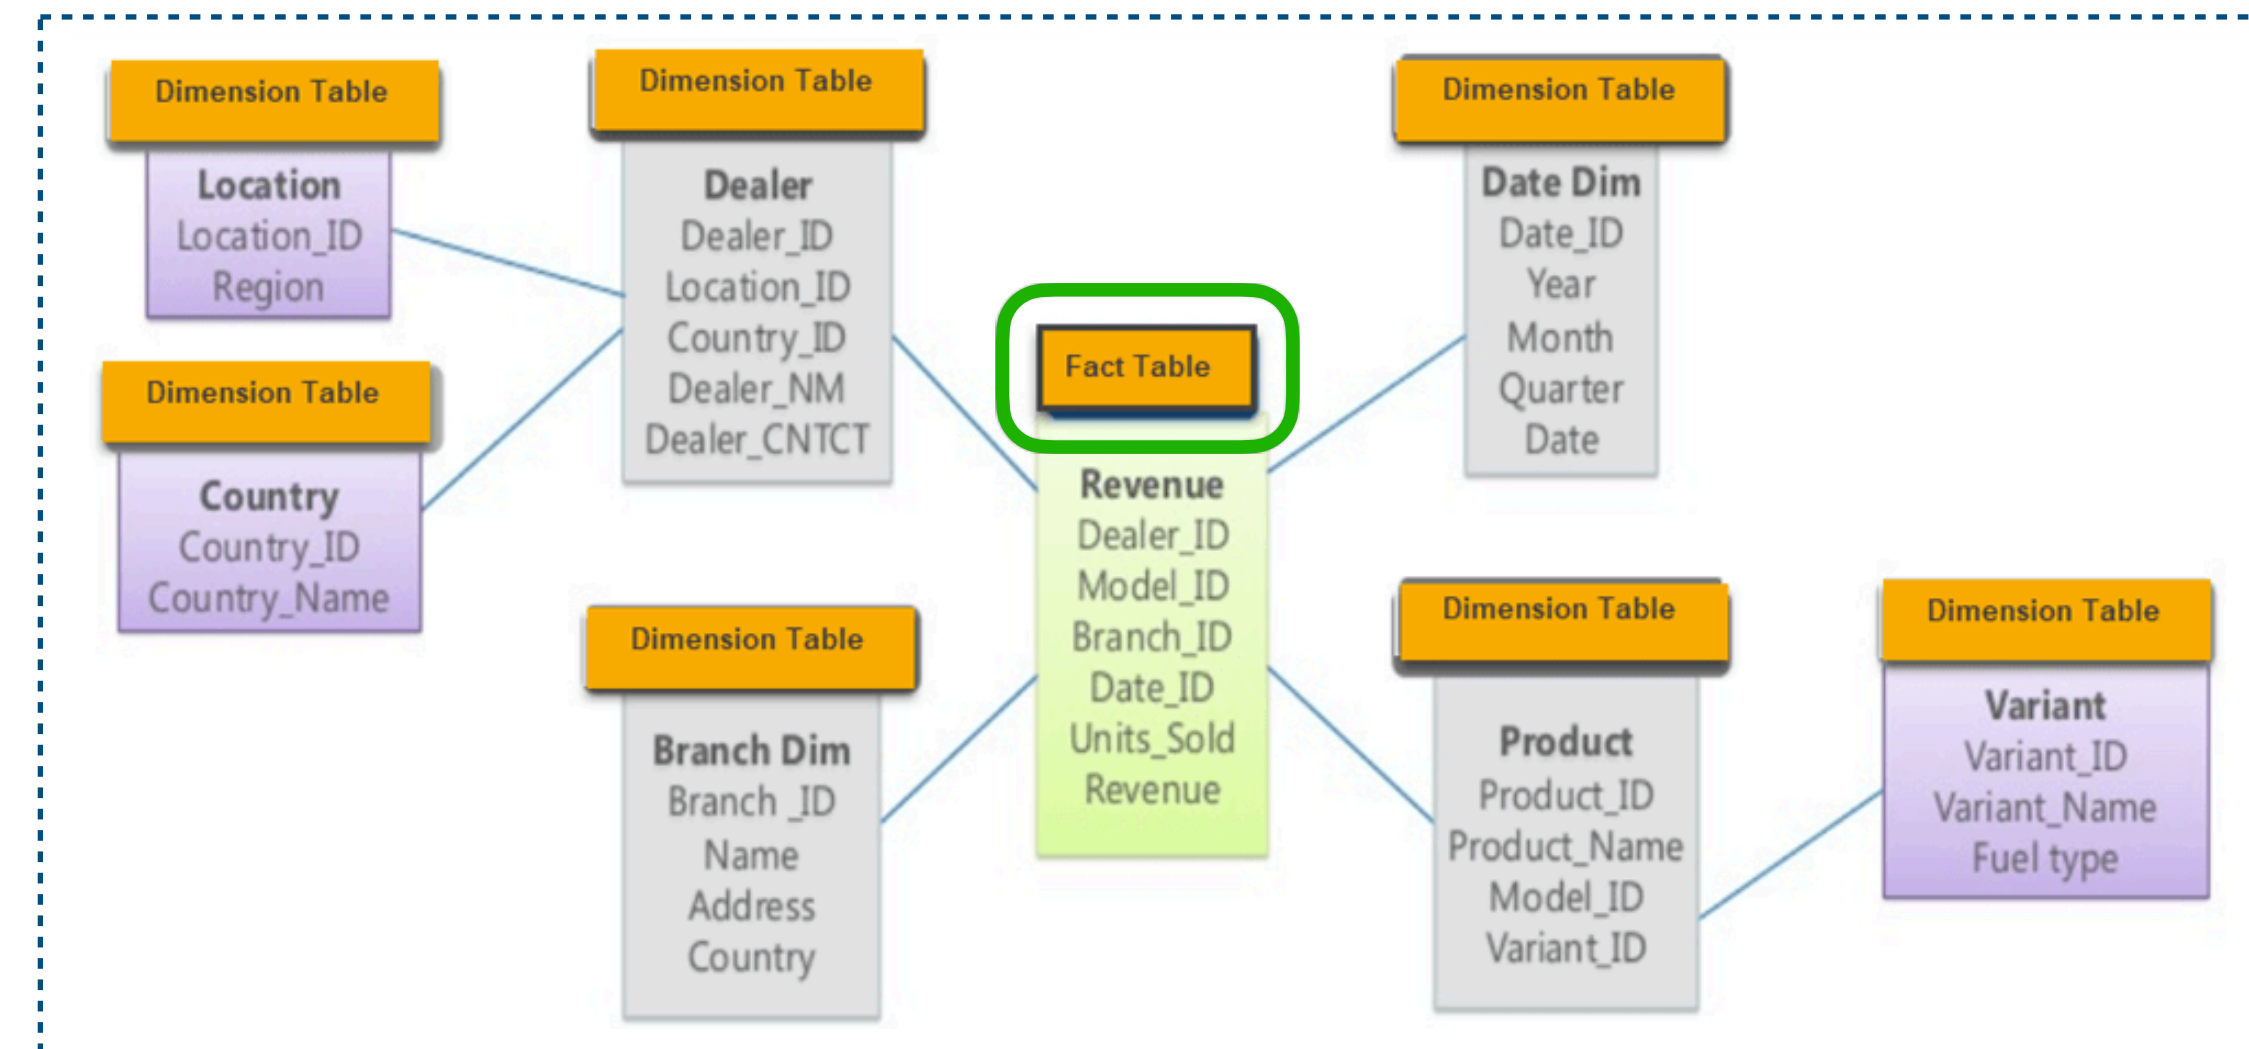 Dimension Table
Location
Location_ID
Region
Dimension Table
Country
Country_ID
Country_Name
Dimension Table
Dealer
Dealer_ID
Location_ID
Country_ID
Dealer_NM
Dealer_CNTCT
Dimension Table
Branch Dim
Branch _ID
Name
Address
Country
Fact Table
Revenue
Dealer_ID
Model_ID
Branch_ID
Date_ID
Units_Sold
Revenue
Dimension Table
Date Dim
Date_ID
Year
Month
Quarter
Date
Dimension Table
Product
Product_ID
Product_Name
Model_ID
Variant_ID
Dimension Table
Variant
Variant_ID
Variant_Name
Fuel type